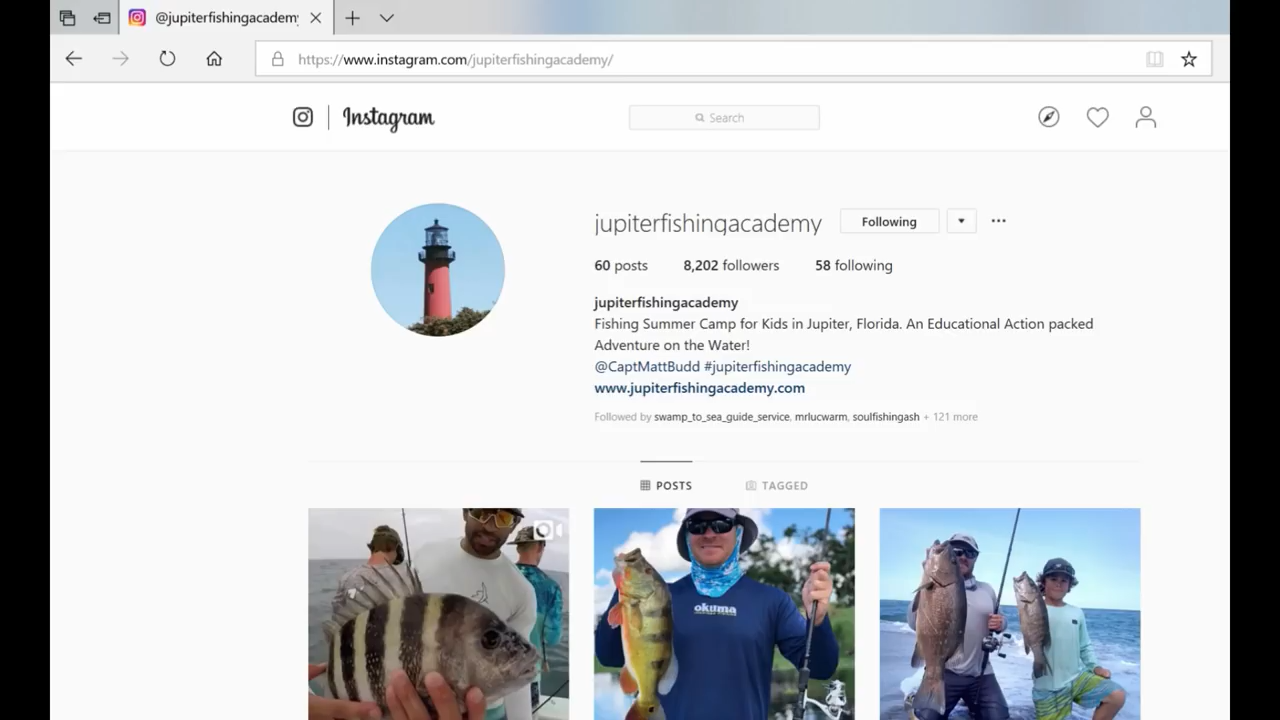 @jupiterfishingacademy
https://www.instagram.com/jupiterfishingacademy/
Instagram
Search
jupiterfishingacademy
Following
60 posts 8,202 followers 58 following
jupiterfishingacademy
Fishing Summer Camp for Kids in Jupiter, Florida. An Educational Action packed
Adventure on the Water!
@CaptMattBudd #jupiterfishingacademy
www.jupiterfishingacademy.com
Followed by swamp_to_sea_guide_service, mrlucwarm, soulfishingash + 121 more
POSTS TAGGED
okuma